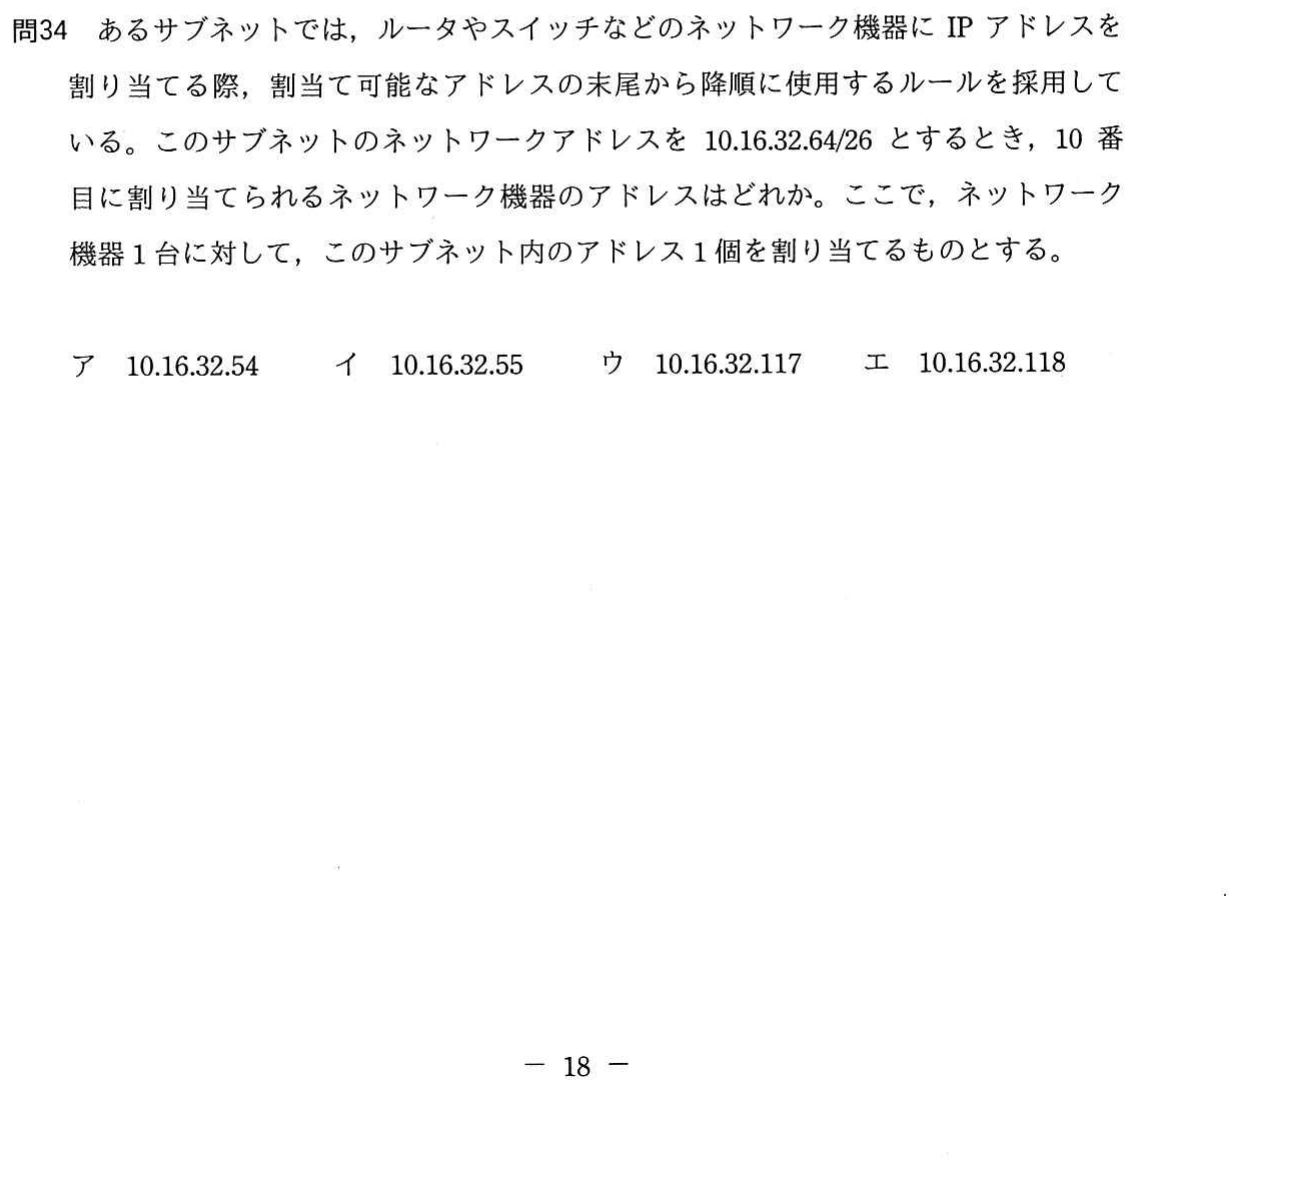 問34 あるサブネットでは，ルータやスイッチなどのネットワーク機器に IP アドレスを
割り当てる際，割当て可能なアドレスの末尾から降順に使用するルールを採用して
いる。このサブネットのネットワークアドレスを 10.16.32.64/26 とするとき，10 番
目に割り当てられるネットワーク機器のアドレスはどれか。ここで，ネットワーク
機器1台に対して，このサブネット内のアドレス1個を割り当てるものとする。
ア 10.16.32.54 イ 10.16.32.55 ウ 10.16.32.117 エ 10.16.32.118
－ 18 －